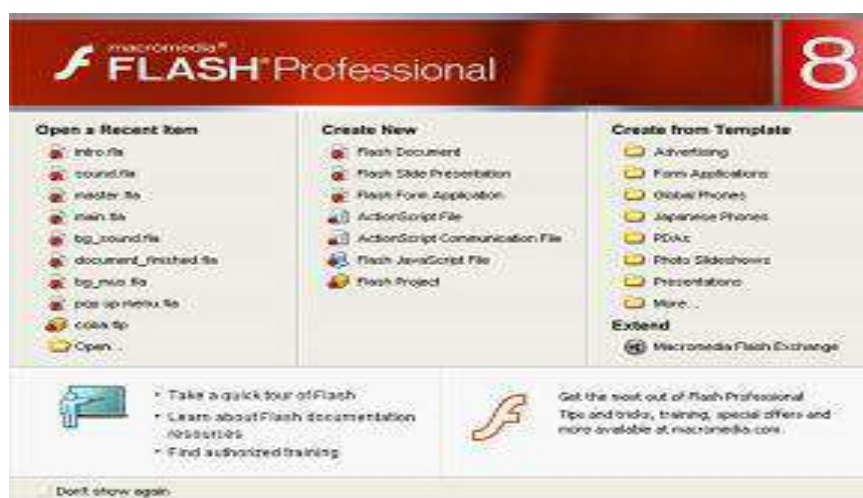 macromedia®
FLASH® Professional 8
Open a Recent Item
intro.fla
sound.fla
master.fla
main.fla
bg_sound.fla
document_finished.fla
bg_mus.fla
pop up menu.fla
coba.flp
Open...
Create New
Flash Document
Flash Slide Presentation
Flash Form Application
ActionScript File
ActionScript Communication File
Flash JavaScript File
Flash Project
Create from Template
Advertising
Form Applications
Global Phones
Japanese Phones
PDAs
Photo Slideshows
Presentations
More...
Extend
Macromedia Flash Exchange
• Take a quick tour of Flash
• Learn about Flash documentation
resources
• Find authorized training
Get the most out of Flash Professional
Tips and tricks, training, special offers and
more available at macromedia.com.
Don't show again